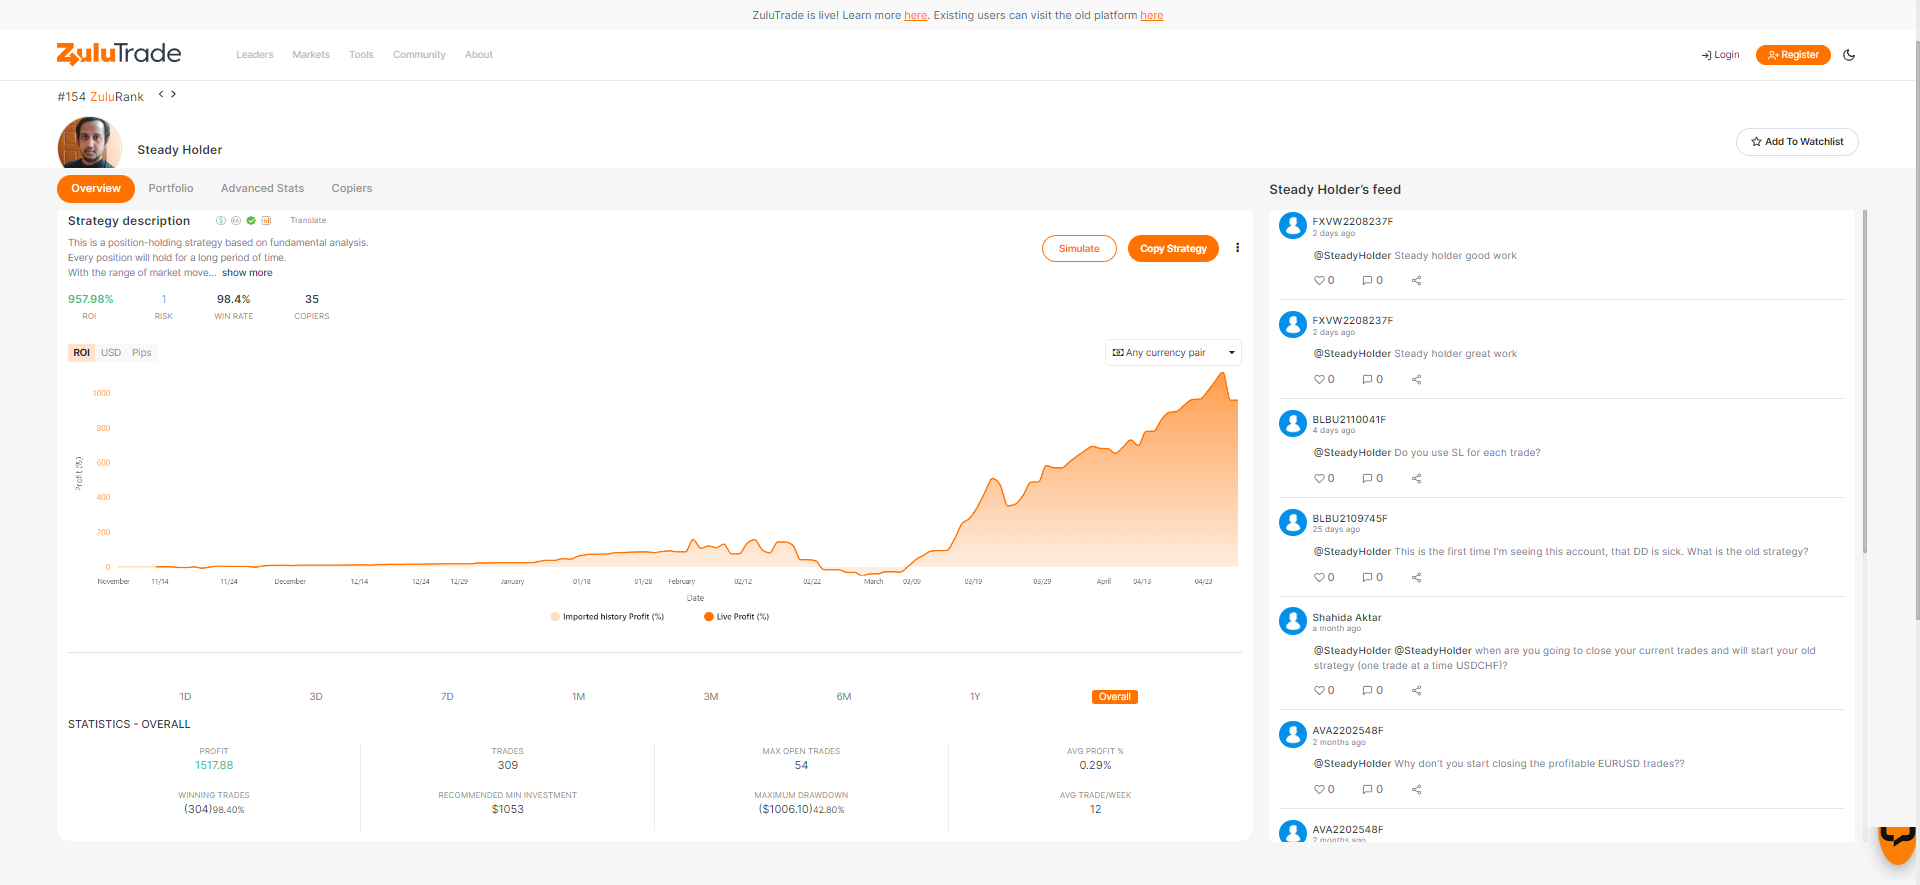 ZuluTrade is live! Learn more here. Existing users can visit the old platform here
ZuluTrade
Leaders
Markets
Tools
Community
About
Login
Register
#154 ZuluRank
Steady Holder
Add To Watchlist
Overview
Portfolio
Advanced Stats
Copiers
Strategy description
Translate
This is a position-holding strategy based on fundamental analysis.
Every position will hold for a long period of time.
With the range of market move... show more
Simulate
Copy Strategy
957.98%
1
98.4%
35
ROI
RISK
WIN RATE
COPIERS
ROI
USD
Pips
Any currency pair
1000
800
600
400
200
0
Profit (%)
November
11/14
11/24
December
12/14
12/24
12/29
January
01/18
01/28
February
02/12
02/22
March
03/09
03/19
03/29
April
04/13
04/23
Date
Imported history Profit (%)
Live Profit (%)
1D
3D
7D
1M
3M
6M
1Y
Overall
STATISTICS - OVERALL
PROFIT
1517.88
TRADES
309
MAX OPEN TRADES
54
AVG PROFIT %
0.29%
WINNING TRADES
(304)98.40%
RECOMMENDED MIN INVESTMENT
$1053
MAXIMUM DRAWDOWN
($1006.10)42.80%
AVG TRADE/WEEK
12
Steady Holder's feed
FXVW2208237F
2 days ago
@SteadyHolder Steady holder good work
0
0
FXVW2208237F
2 days ago
@SteadyHolder Steady holder great work
0
0
BLBU2110041F
4 days ago
@SteadyHolder Do you use SL for each trade?
0
0
BLBU2109745F
25 days ago
@SteadyHolder This is the first time I'm seeing this account, that DD is sick. What is the old strategy?
0
0
Shahida Aktar
a month ago
@SteadyHolder @SteadyHolder when are you going to close your current trades and will start your old
strategy (one trade at a time USDCHF)?
0
0
AVA2202548F
2 months ago
@SteadyHolder Why don't you start closing the profitable EURUSD trades??
0
0
AVA2202548F
2 months ago